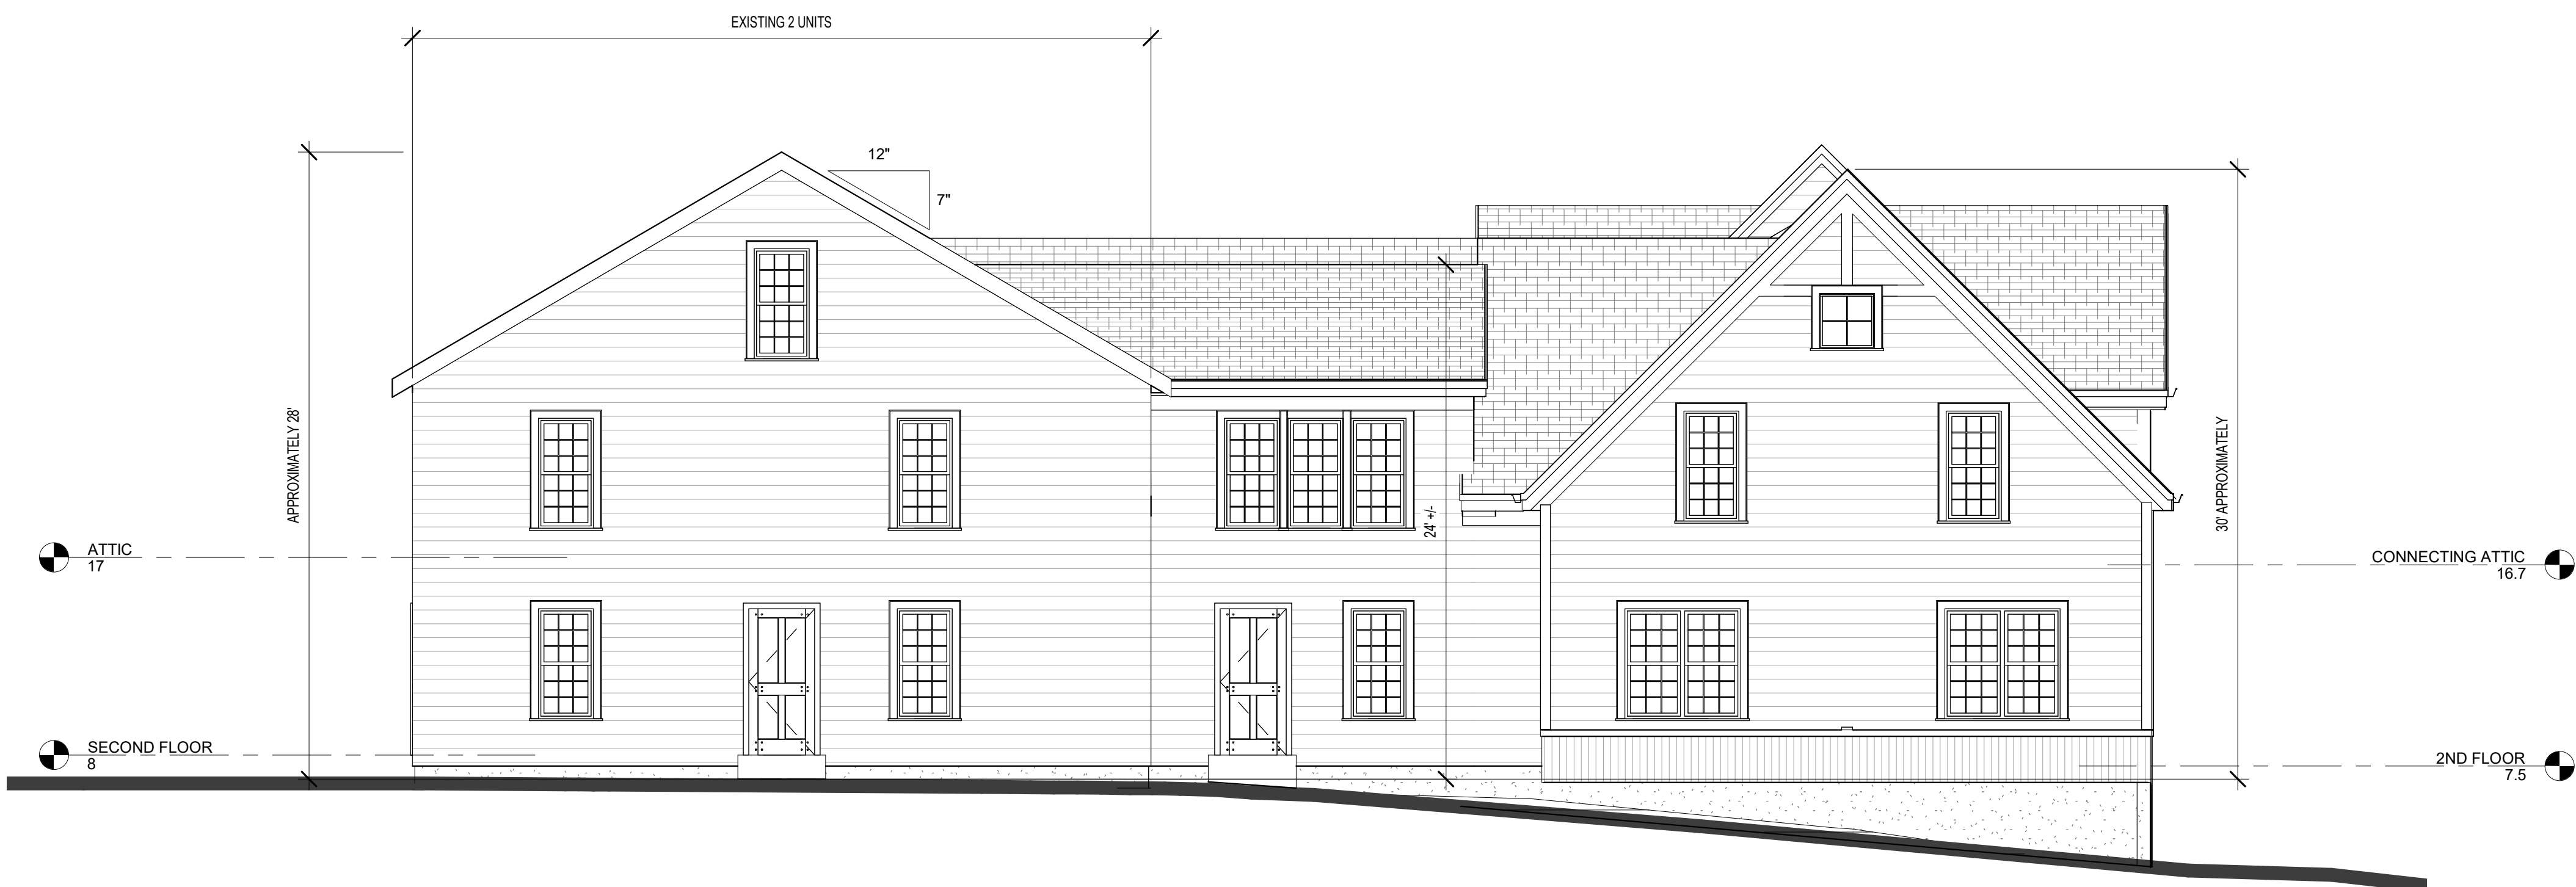 EXISTING 2 UNITS
12"
7"
APPROXIMATELY 28'
24' +/-
30' APPROXIMATELY
ATTIC
17
CONNECTING ATTIC
16.7
SECOND FLOOR
8
2ND FLOOR
7.5